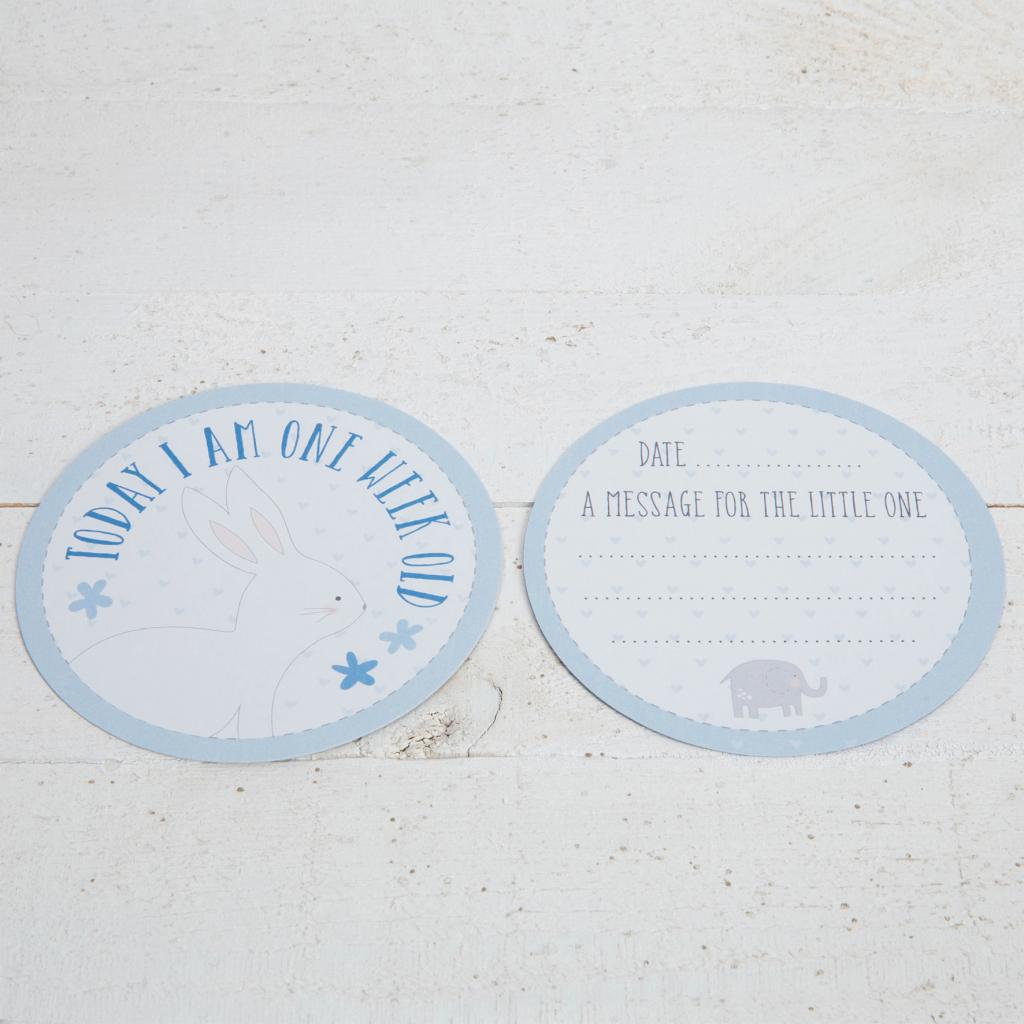 TODAY I AM ONE WEEK OLD
DATE..................
A MESSAGE FOR THE LITTLE ONE